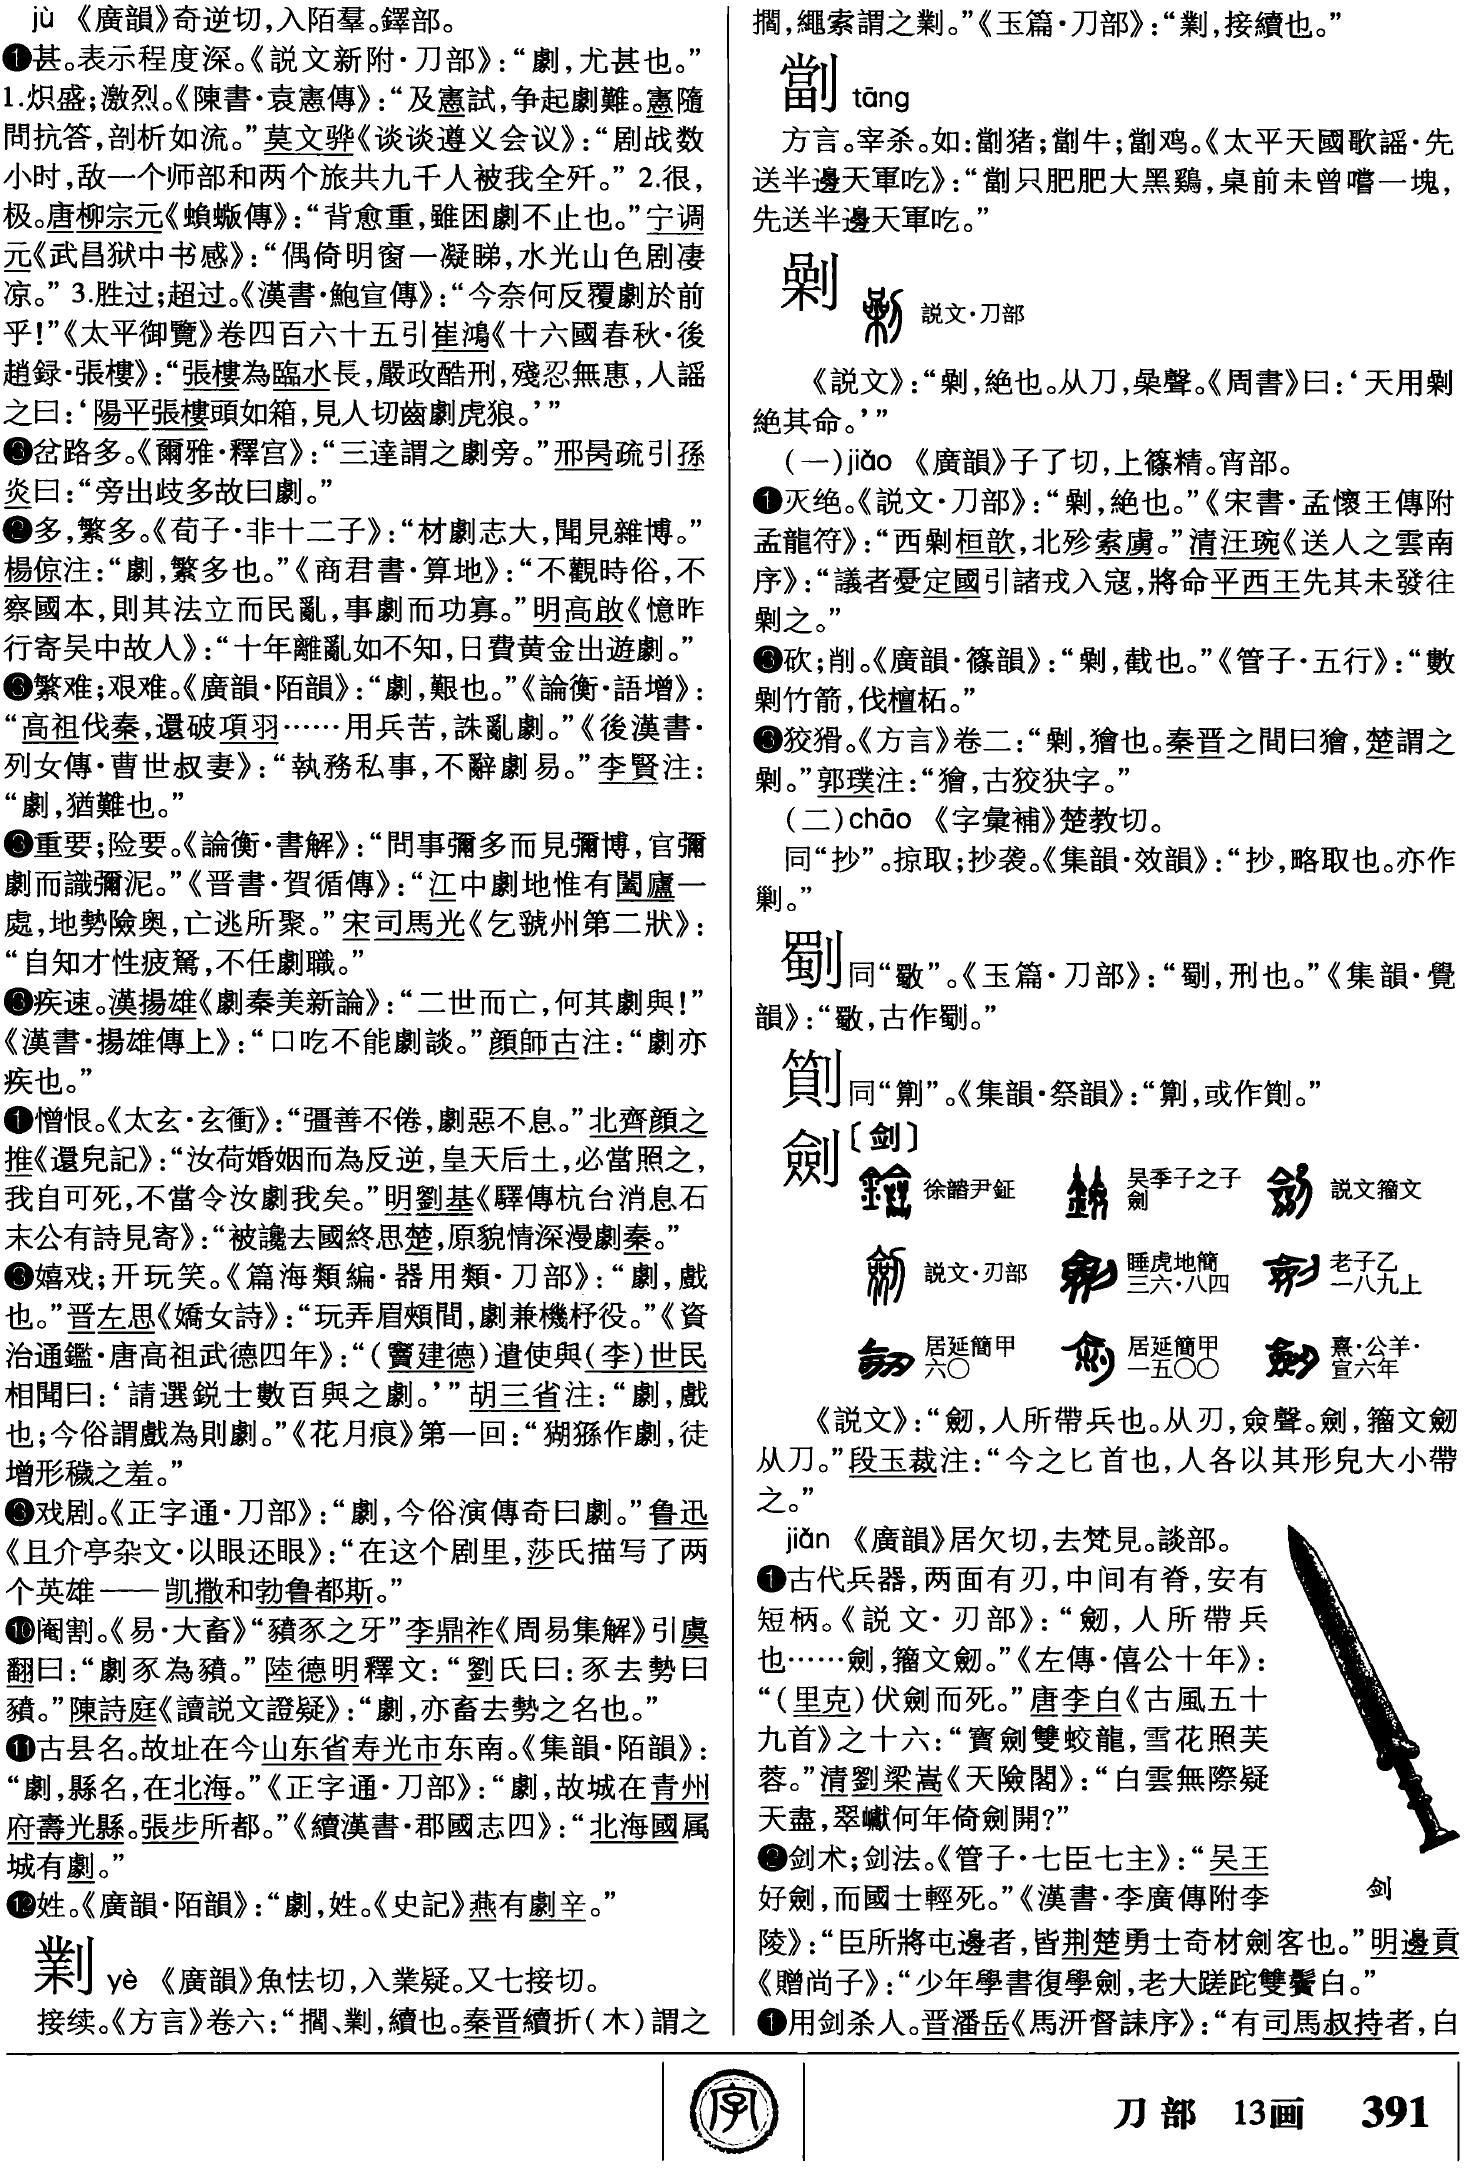 jù 《廣韻》奇逆切，入陌羣。鐸部。
❶甚。表示程度深。《説文新附·刀部》：“劇，尤甚也。”
1.炽盛；激烈。《陳書·袁憲傳》：“及憲試，争起劇難。憲隨
問抗答，剖析如流。”莫文骅《谈谈遵义会议》：“剧战数
小时，敌一个师部和两个旅共九千人被我全歼。” 2.很，
极。唐柳宗元《蝜蝂傳》：“背愈重，雖困劇不止也。”宁调
元《武昌狱中书感》：“偶倚明窗一凝睇，水光山色剧凄
凉。” 3.胜过；超过。《漢書·鮑宣傳》：“今奈何反覆劇於前
乎！”《太平御覽》卷四百六十五引崔鴻《十六國春秋·後
趙録·張樓》：“張樓為臨水長，嚴政酷刑，殘忍無惠，人謡
之曰：‘陽平張樓頭如箱，見人切齒劇虎狼。’”
❸岔路多。《爾雅·釋宫》：“三達謂之劇旁。”邢昺疏引孫
炎曰：“旁出歧多故曰劇。”
❷多，繁多。《荀子·非十二子》：“材劇志大，聞見雜博。”
楊倞注：“劇，繁多也。”《商君書·算地》：“不觀時俗，不
察國本，則其法立而民亂，事劇而功寡。”明高啟《憶昨
行寄吴中故人》：“十年離亂如不知，日費黄金出遊劇。”
❸繁难；艰难。《廣韻·陌韻》：“劇，艱也。”《論衡·語增》：
“高祖伐秦，還破項羽……用兵苦，誅亂劇。”《後漢書·
列女傳·曹世叔妻》：“執務私事，不辭劇易。”李賢注：
“劇，猶難也。”
❸重要；险要。《論衡·書解》：“問事彌多而見彌博，官彌
劇而識彌泥。”《晋書·賀循傳》：“江中劇地惟有闔廬一
處，地勢險奥，亡逃所聚。”宋司馬光《乞虢州第二狀》：
“自知才性疲駑，不任劇職。”
❸疾速。漢揚雄《劇秦美新論》：“二世而亡，何其劇與！”
《漢書·揚雄傳上》：“口吃不能劇談。”顔師古注：“劇亦
疾也。”
❶憎恨。《太玄·玄衝》：“彊善不倦，劇惡不息。”北齊顔之
推《還兒記》：“汝荷婚姻而為反逆，皇天后土，必當照之，
我自可死，不當令汝劇我矣。”明劉基《驛傳杭台消息石
末公有詩見寄》：“被讒去國終思楚，原貌情深漫劇秦。”
❸嬉戏；开玩笑。《篇海類編·器用類·刀部》：“劇，戲
也。”晋左思《嬌女詩》：“玩弄眉頰間，劇兼機杼役。”《資
治通鑑·唐高祖武德四年》：“（竇建德）遣使與（李）世民
相聞曰：‘請選鋭士數百與之劇。’”胡三省注：“劇，戲
也；今俗謂戲為則劇。”《花月痕》第一回：“猢猻作劇，徒
增形穢之羞。”
❸戏剧。《正字通·刀部》：“劇，今俗演傳奇曰劇。”鲁迅
《且介亭杂文·以眼还眼》：“在这个剧里，莎氏描写了两
个英雄——凯撒和勃鲁都斯。”
❿阉割。《易·大畜》“豶豕之牙”李鼎祚《周易集解》引虞
翻曰：“劇豕為豶。”陸德明釋文：“劉氏曰：豕去勢曰
豶。”陳詩庭《讀説文證疑》：“劇，亦畜去勢之名也。”
⓫古县名。故址在今山东省寿光市东南。《集韻·陌韻》：
“劇，縣名，在北海。”《正字通·刀部》：“劇，故城在青州
府壽光縣。張步所都。”《續漢書·郡國志四》：“北海國属
城有劇。”
⓬姓。《廣韻·陌韻》：“劇，姓。《史記》燕有劇辛。”
㓺 yè 《廣韻》魚怯切，入業疑。又七接切。
接续。《方言》卷六：“擱、㓺，續也。秦晋續折（木）謂之
擱，繩索謂之㓺。”《玉篇·刀部》：“㓺，接續也。”
劏 tāng
方言。宰杀。如：劏猪；劏牛；劏鸡。《太平天國歌謡·先
送半邊天軍吃》：“劏只肥肥大黑鷄，桌前未曾嚐一塊，
先送半邊天軍吃。”
劋 説文·刀部
《説文》：“劋，絶也。从刀，喿聲。《周書》曰：‘天用劋
絶其命。’”
（一）jiǎo 《廣韻》子了切，上篠精。宵部。
❶灭绝。《説文·刀部》：“劋，絶也。”《宋書·孟懷王傳附
孟龍符》：“西劋桓歆，北殄索虜。”清汪琬《送人之雲南
序》：“議者憂定國引諸戎入寇，將命平西王先其未發往
劋之。”
❸砍；削。《廣韻·篠韻》：“劋，截也。”《管子·五行》：“數
劋竹箭，伐檀柘。”
❸狡猾。《方言》卷二：“劋，獪也。秦晋之間曰獪，楚謂之
劋。”郭璞注：“獪，古狡狭字。”
（二）chāo 《字彙補》楚教切。
同“抄”。掠取；抄袭。《集韻·效韻》：“抄，略取也。亦作
剿。”
㔉同“斀”。《玉篇·刀部》：“㔉，刑也。”《集韻·覺
韻》：“斀，古作㔉。”
《集韻·祭韻》：
劍〔剑〕
徐𬣙尹鉦 吴季子之子劍 説文籀文
説文·刃部 睡虎地簡三六·八四 老子乙一八九上
居延簡甲六〇 居延簡甲一五〇〇 熹·公羊·宣六年
《説文》：“劒，人所帶兵也。从刃，僉聲。劍，籀文劒
从刀。”段玉裁注：“今之匕首也，人各以其形皃大小帶
之。”
jiǎn 《廣韻》居欠切，去梵見。談部。
❶古代兵器，两面有刃，中间有脊，安有
短柄。《説文·刃部》：“劒，人所帶兵
也……劍，籀文劒。”《左傳·僖公十年》：
“（里克）伏劍而死。”唐李白《古風五十
九首》之十六：“寳劍雙蛟龍，雪花照芙
蓉。”清劉梁嵩《天險閣》：“白雲無際疑
天盡，翠巘何年倚劍開？”
❷剑术；剑法。《管子·七臣七主》：“吴王
好劍，而國士輕死。”《漢書·李廣傳附李
剑
陵》：“臣所將屯邊者，皆荆楚勇士奇材劍客也。”明邊貢
《贈尚子》：“少年學書復學劍，老大蹉跎雙鬢白。”
❶用剑杀人。晋潘岳《馬汧督誄序》：“有司馬叔持者，白
字
刀部 13画 391